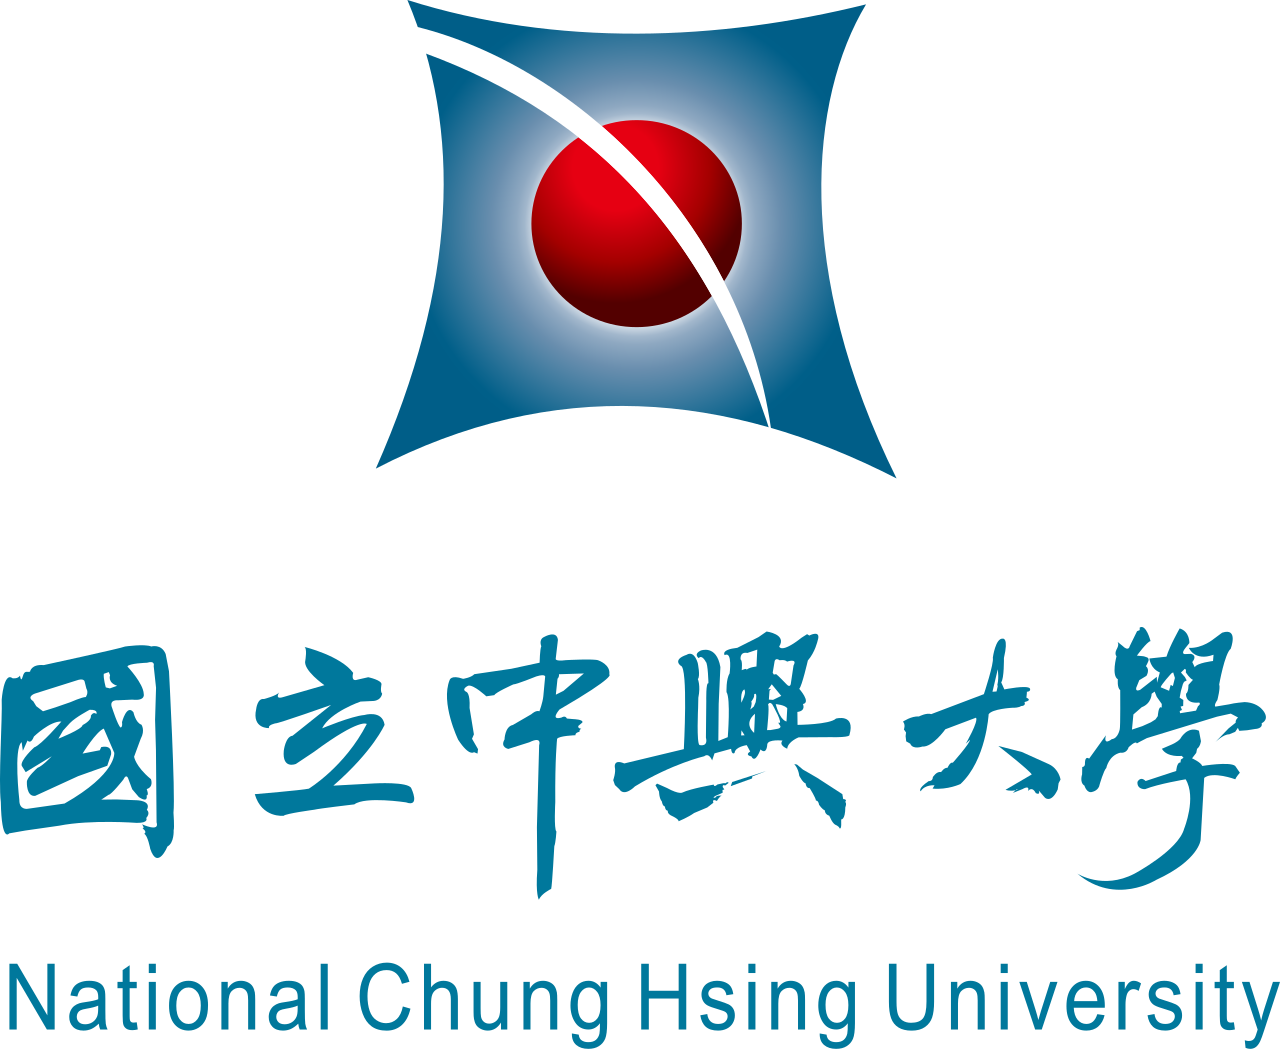 國立中興大學
National Chung Hsing University